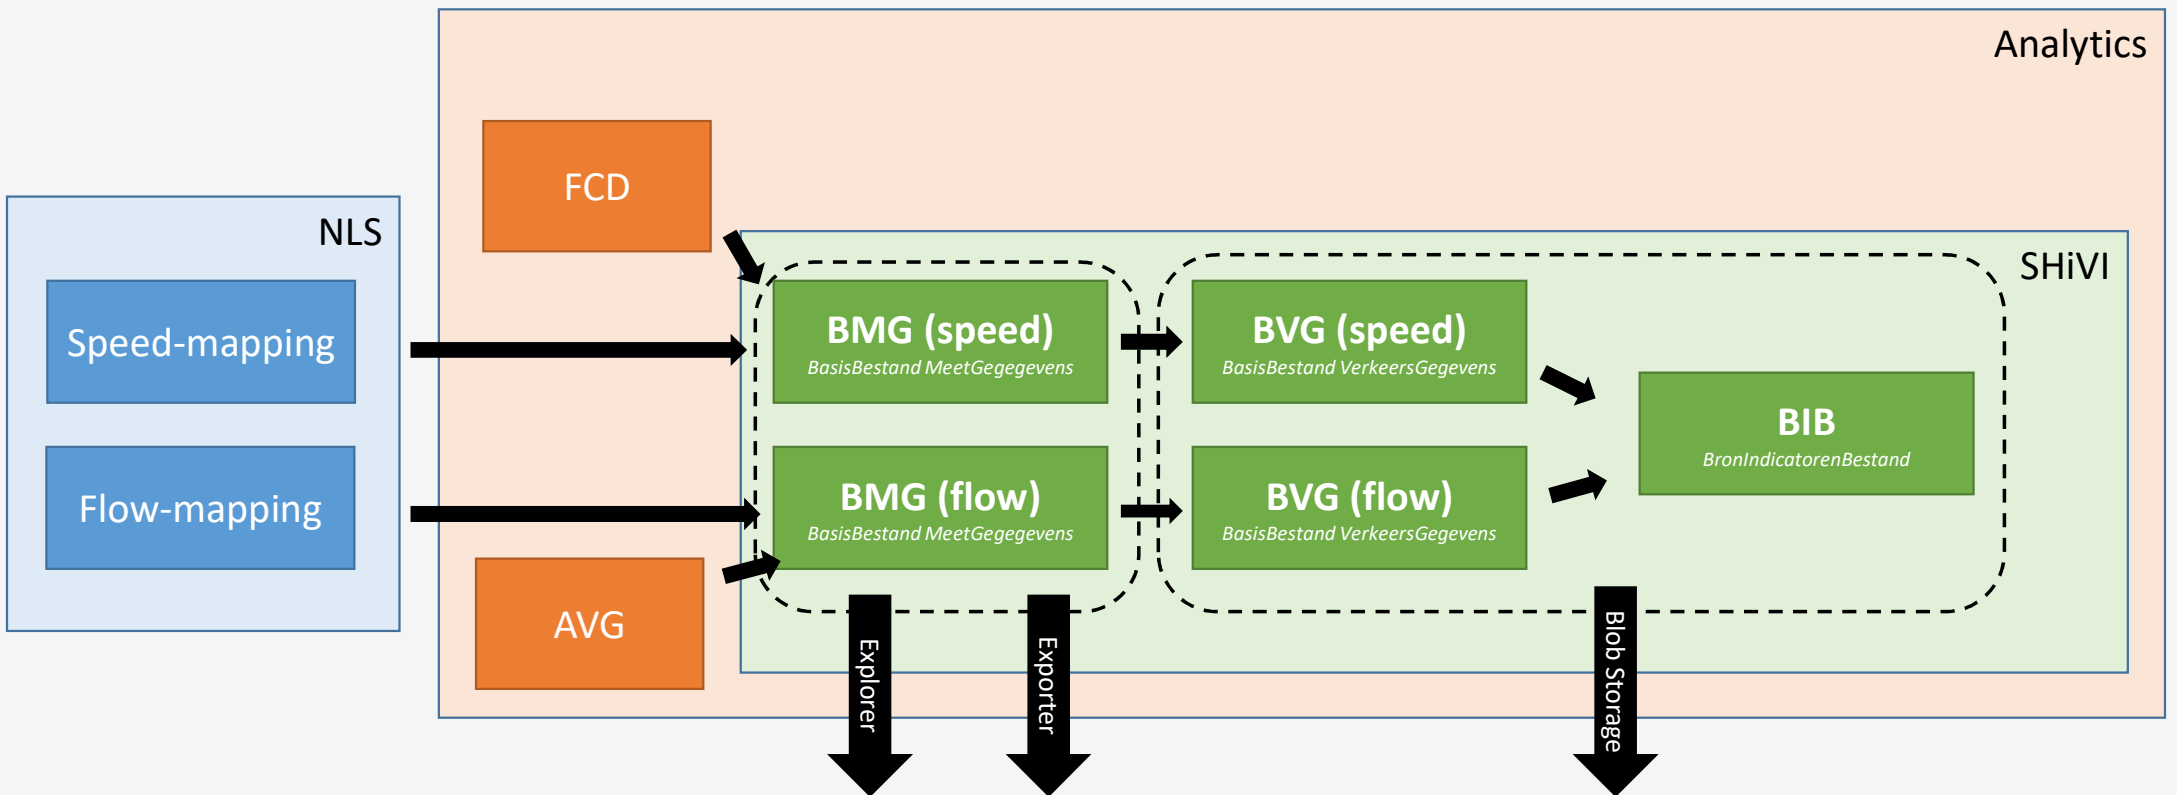 Analytics
FCD
NLS
SHiVI
Speed-mapping
BMG (speed)
BasisBestand MeetGegegevens
BVG (speed)
BasisBestand VerkeersGegevens
BIB
BronIndicatorenBestand
Flow-mapping
BMG (flow)
BasisBestand MeetGegegevens
BVG (flow)
BasisBestand VerkeersGegevens
AVG
Explorer
Exporter
Blob Storage